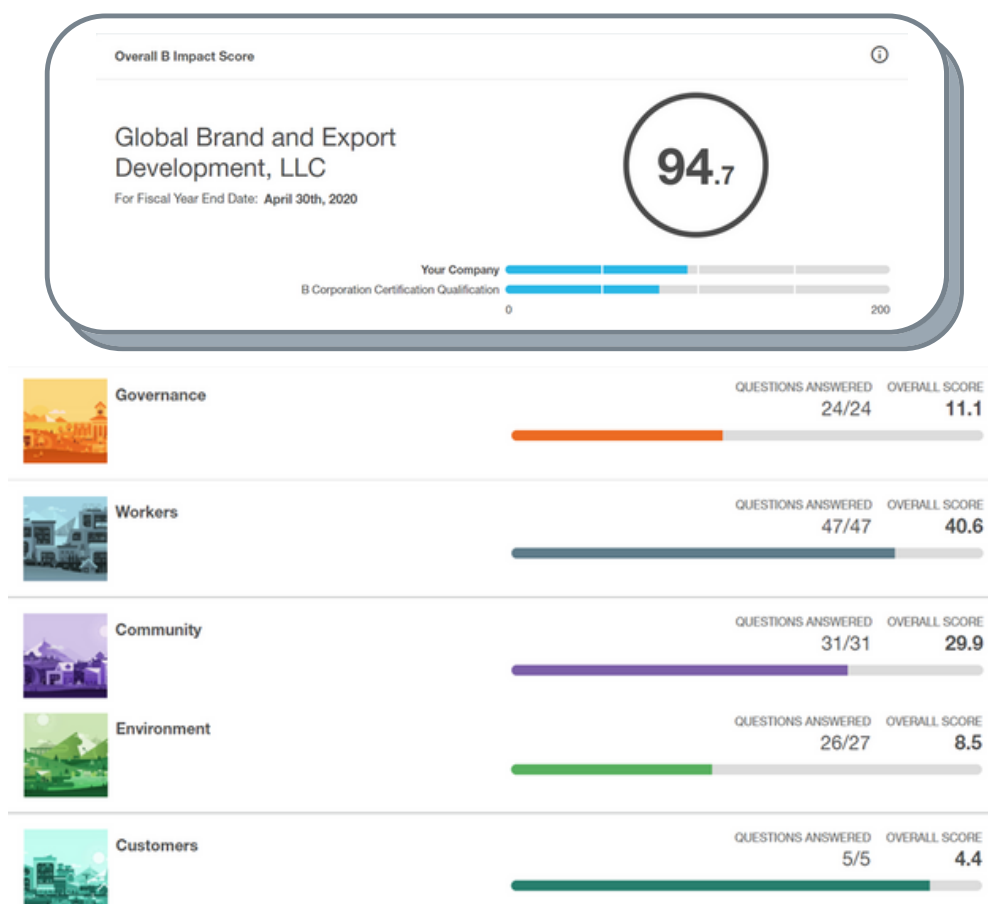 Overall B Impact Score
Global Brand and Export
Development, LLC
For Fiscal Year End Date: April 30th, 2020
94.7
Your Company
B Corporation Certification Qualification
0 200
Governance
QUESTIONS ANSWERED OVERALL SCORE
24/24 11.1
Workers
QUESTIONS ANSWERED OVERALL SCORE
47/47 40.6
Community
QUESTIONS ANSWERED OVERALL SCORE
31/31 29.9
Environment
QUESTIONS ANSWERED OVERALL SCORE
26/27 8.5
Customers
QUESTIONS ANSWERED OVERALL SCORE
5/5 4.4